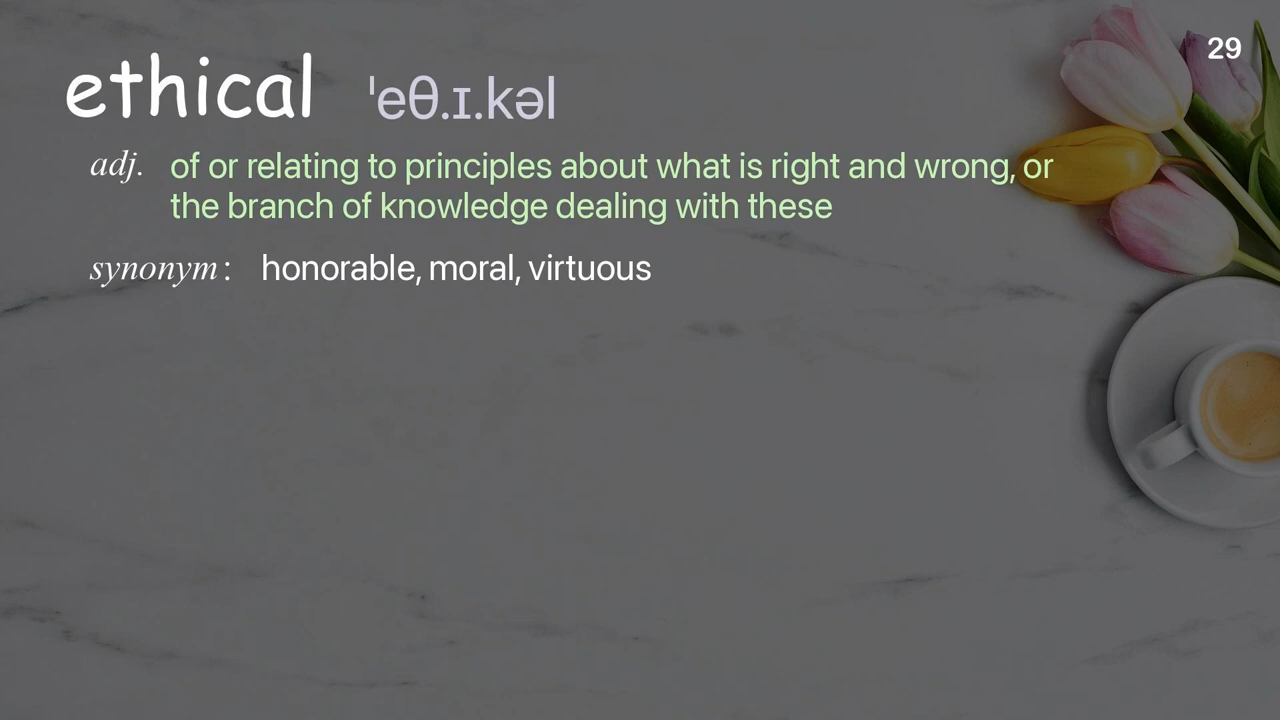 29
ethical ˈeθ.ɪ.kəl
adj. of or relating to principles about what is right and wrong, or
the branch of knowledge dealing with these
synonym : honorable, moral, virtuous